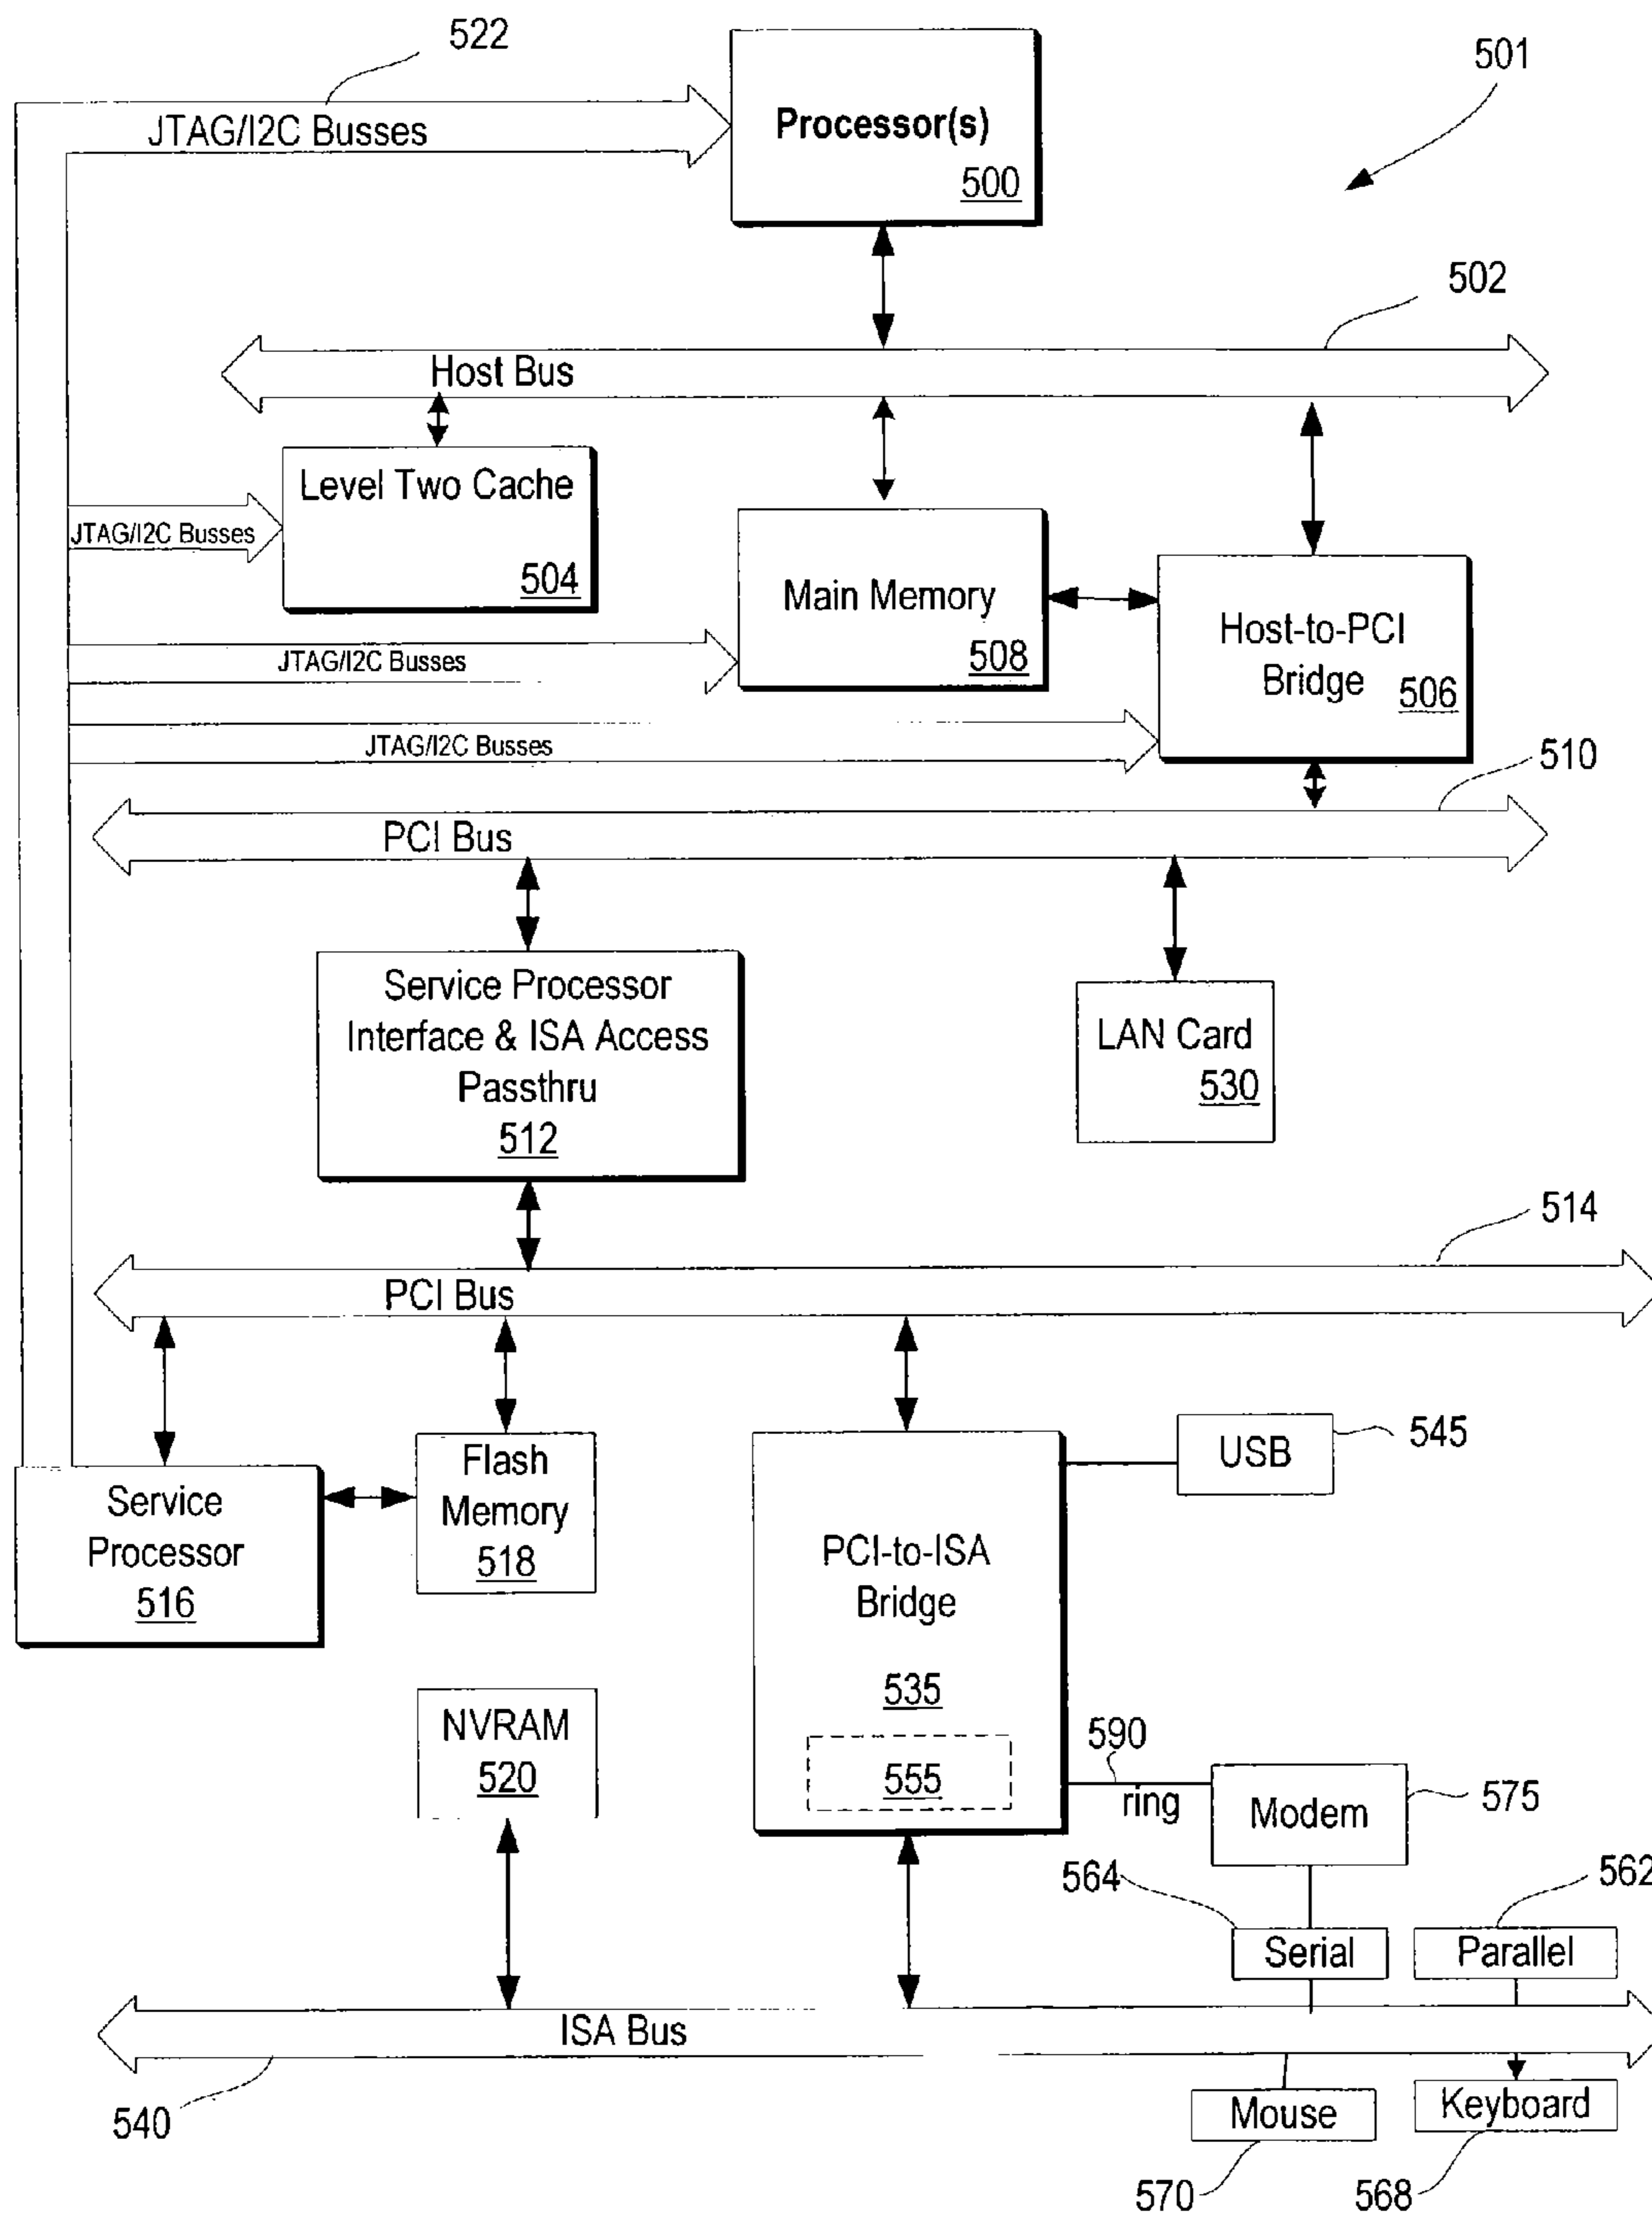 522
501
JTAG/I2C Busses
Processor(s)
500
502
Host Bus
Level Two Cache
504
JTAG/I2C Busses
Main Memory
508
Host-to-PCI
Bridge
506
JTAG/I2C Busses
JTAG/I2C Busses
510
PCI Bus
Service Processor
Interface & ISA Access
Passthru
512
LAN Card
530
514
PCI Bus
Service
Processor
516
Flash
Memory
518
USB
545
PCI-to-ISA
Bridge
535
555
NVRAM
520
590
ring
Modem
575
564
562
Serial
Parallel
ISA Bus
540
Mouse
Keyboard
570
568